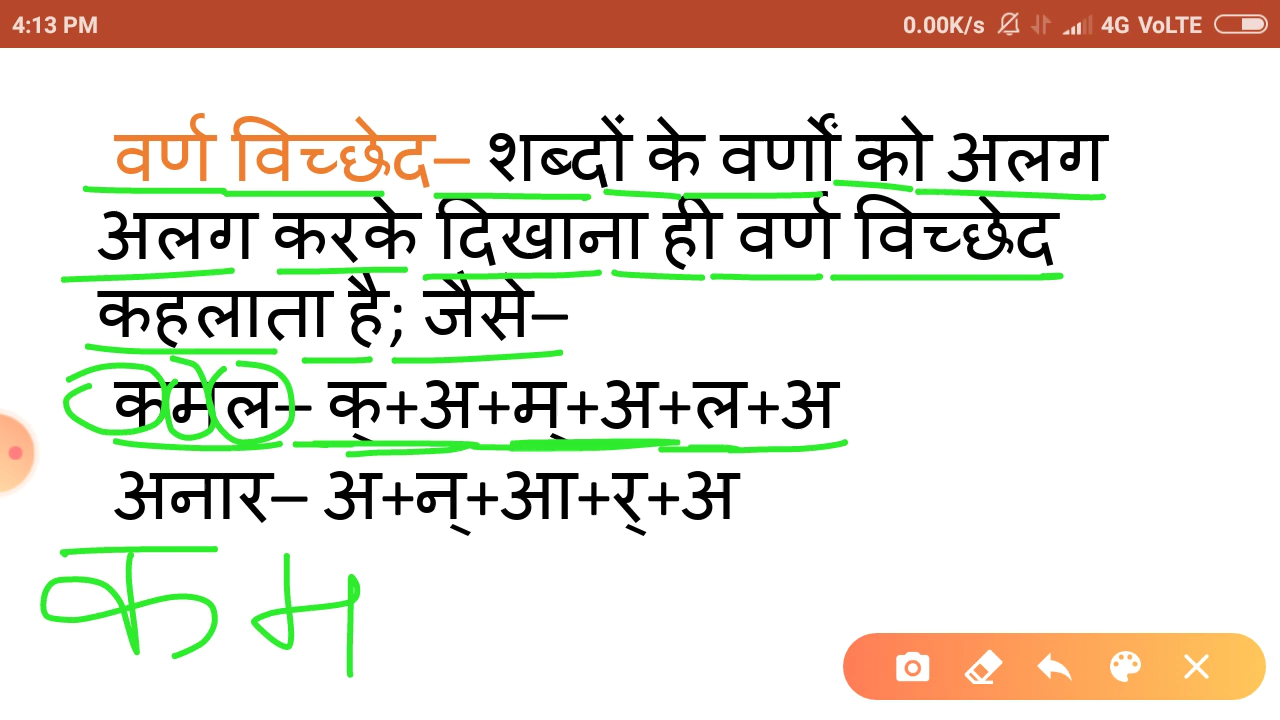 4:13 PM 0.00K/s 4G VoLTE
वर्ण विच्छेद– शब्दों के वर्णों को अलग
अलग करके दिखाना ही वर्ण विच्छेद
कहलाता है; जैसे–
कमल– क्+अ+म्+अ+ल+अ
अनार– अ+न्+आ+र्+अ
क म